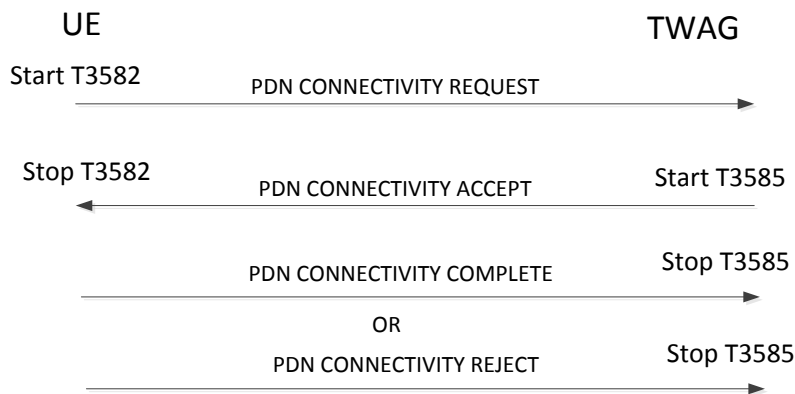 UE
TWAG
Start T3582
PDN CONNECTIVITY REQUEST
Stop T3582
PDN CONNECTIVITY ACCEPT
Start T3585
PDN CONNECTIVITY COMPLETE
Stop T3585
OR
PDN CONNECTIVITY REJECT
Stop T3585